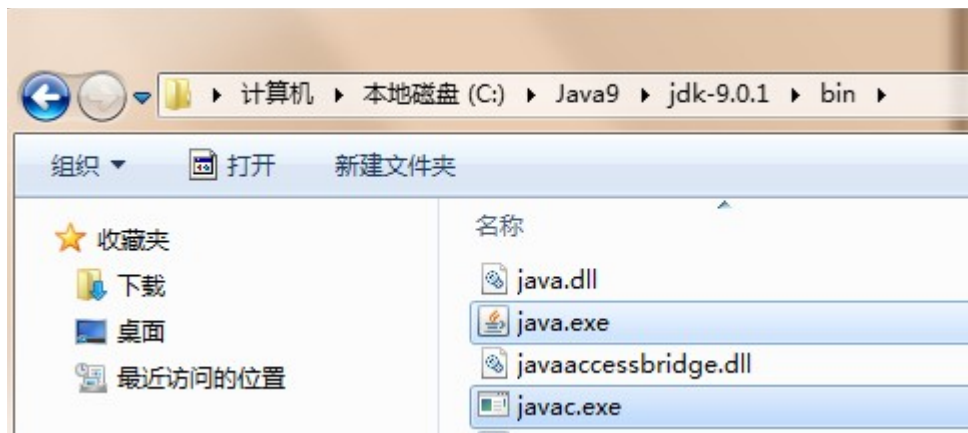 计算机 本地磁盘 (C:) Java9 jdk-9.0.1 bin
组织 打开 新建文件夹
名称
收藏夹
java.dll
下载
java.exe
桌面
javaaccessbridge.dll
最近访问的位置
javac.exe